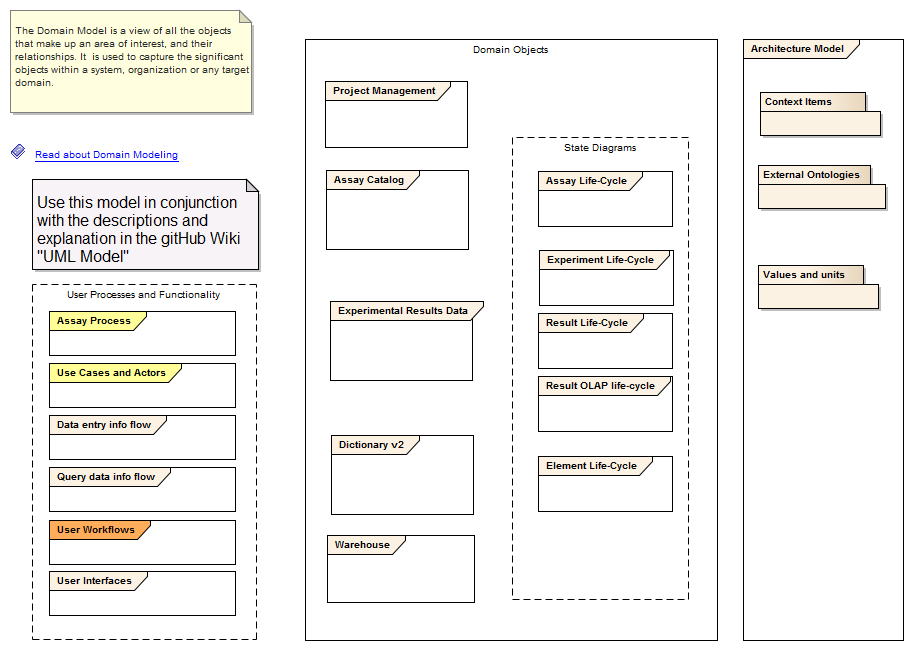 The Domain Model is a view of all the objects
that make up an area of interest, and their
relationships. It is used to capture the significant
objects within a system, organization or any target
domain.
Read about Domain Modeling
Use this model in conjunction
with the descriptions and
explanation in the gitHub Wiki
"UML Model"
User Processes and Functionality
Assay Process
Use Cases and Actors
Data entry info flow
Query data info flow
User Workflows
User Interfaces
Domain Objects
Project Management
Assay Catalog
Experimental Results Data
Dictionary v2
Warehouse
State Diagrams
Assay Life-Cycle
Experiment Life-Cycle
Result Life-Cycle
Result OLAP life-cycle
Element Life-Cycle
Architecture Model
Context Items
External Ontologies
Values and units